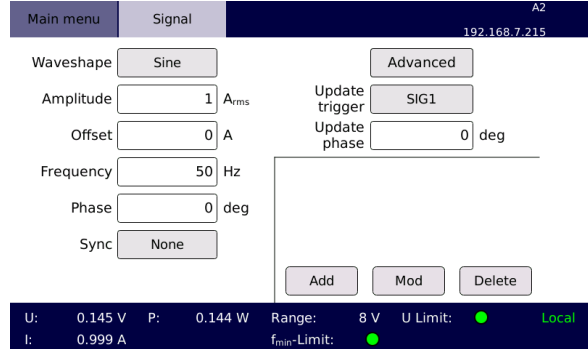 Main menu Signal A2
192.168.7.215
Waveshape Sine Advanced
Amplitude 1 Arms Update trigger SIG1
Offset 0 A Update phase 0 deg
Frequency 50 Hz
Phase 0 deg
Sync None
Add Mod Delete
U: 0.145 V P: 0.144 W Range: 8 V U Limit: Local
I: 0.999 A fmin-Limit: